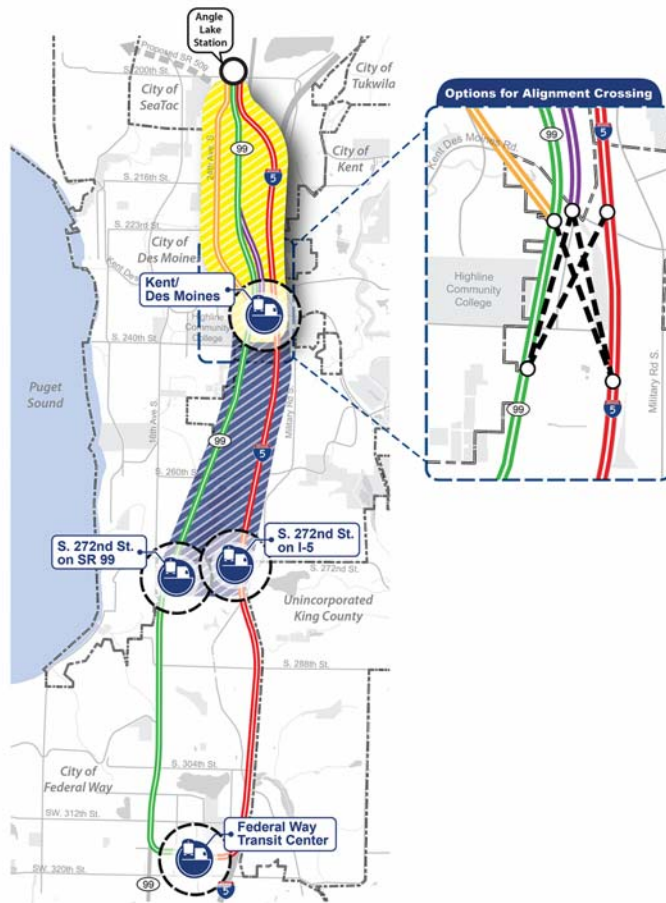 Angle
Lake
Station
Proposed SR 509
S. 200th St.
City of
SeaTac
City of
Tukwila
99
City of
Kent
5
S. 216th St.
S. 223rd St.
City of
Des Moines
Kent/
Des Moines
Highline
Community
College
S. 240th St.
Puget
Sound
16th Ave S.
Military Rd S.
99
5
S. 260th St.
S. 272nd St.
on SR 99
S. 272nd St.
on I-5
S. 272nd St.
Unincorporated
King County
S. 288th St.
City of
Federal Way
S. 304th St.
SW. 312th St.
Federal Way
Transit Center
SW. 320th St.
99
5
Options for Alignment Crossing
99
5
Kent Des Moines Rd.
Highline
Community
College
Military Rd S.
99
5